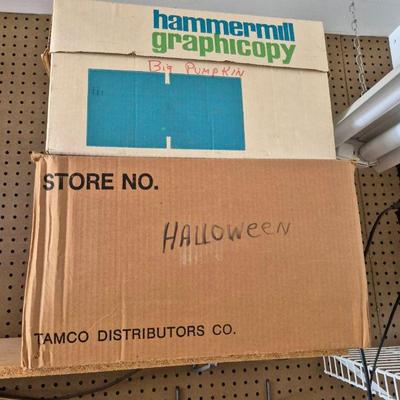 hammermill
graphicopy
Big Pumpkin
STORE NO.
HALLOWEEN
TAMCO DISTRIBUTORS CO.